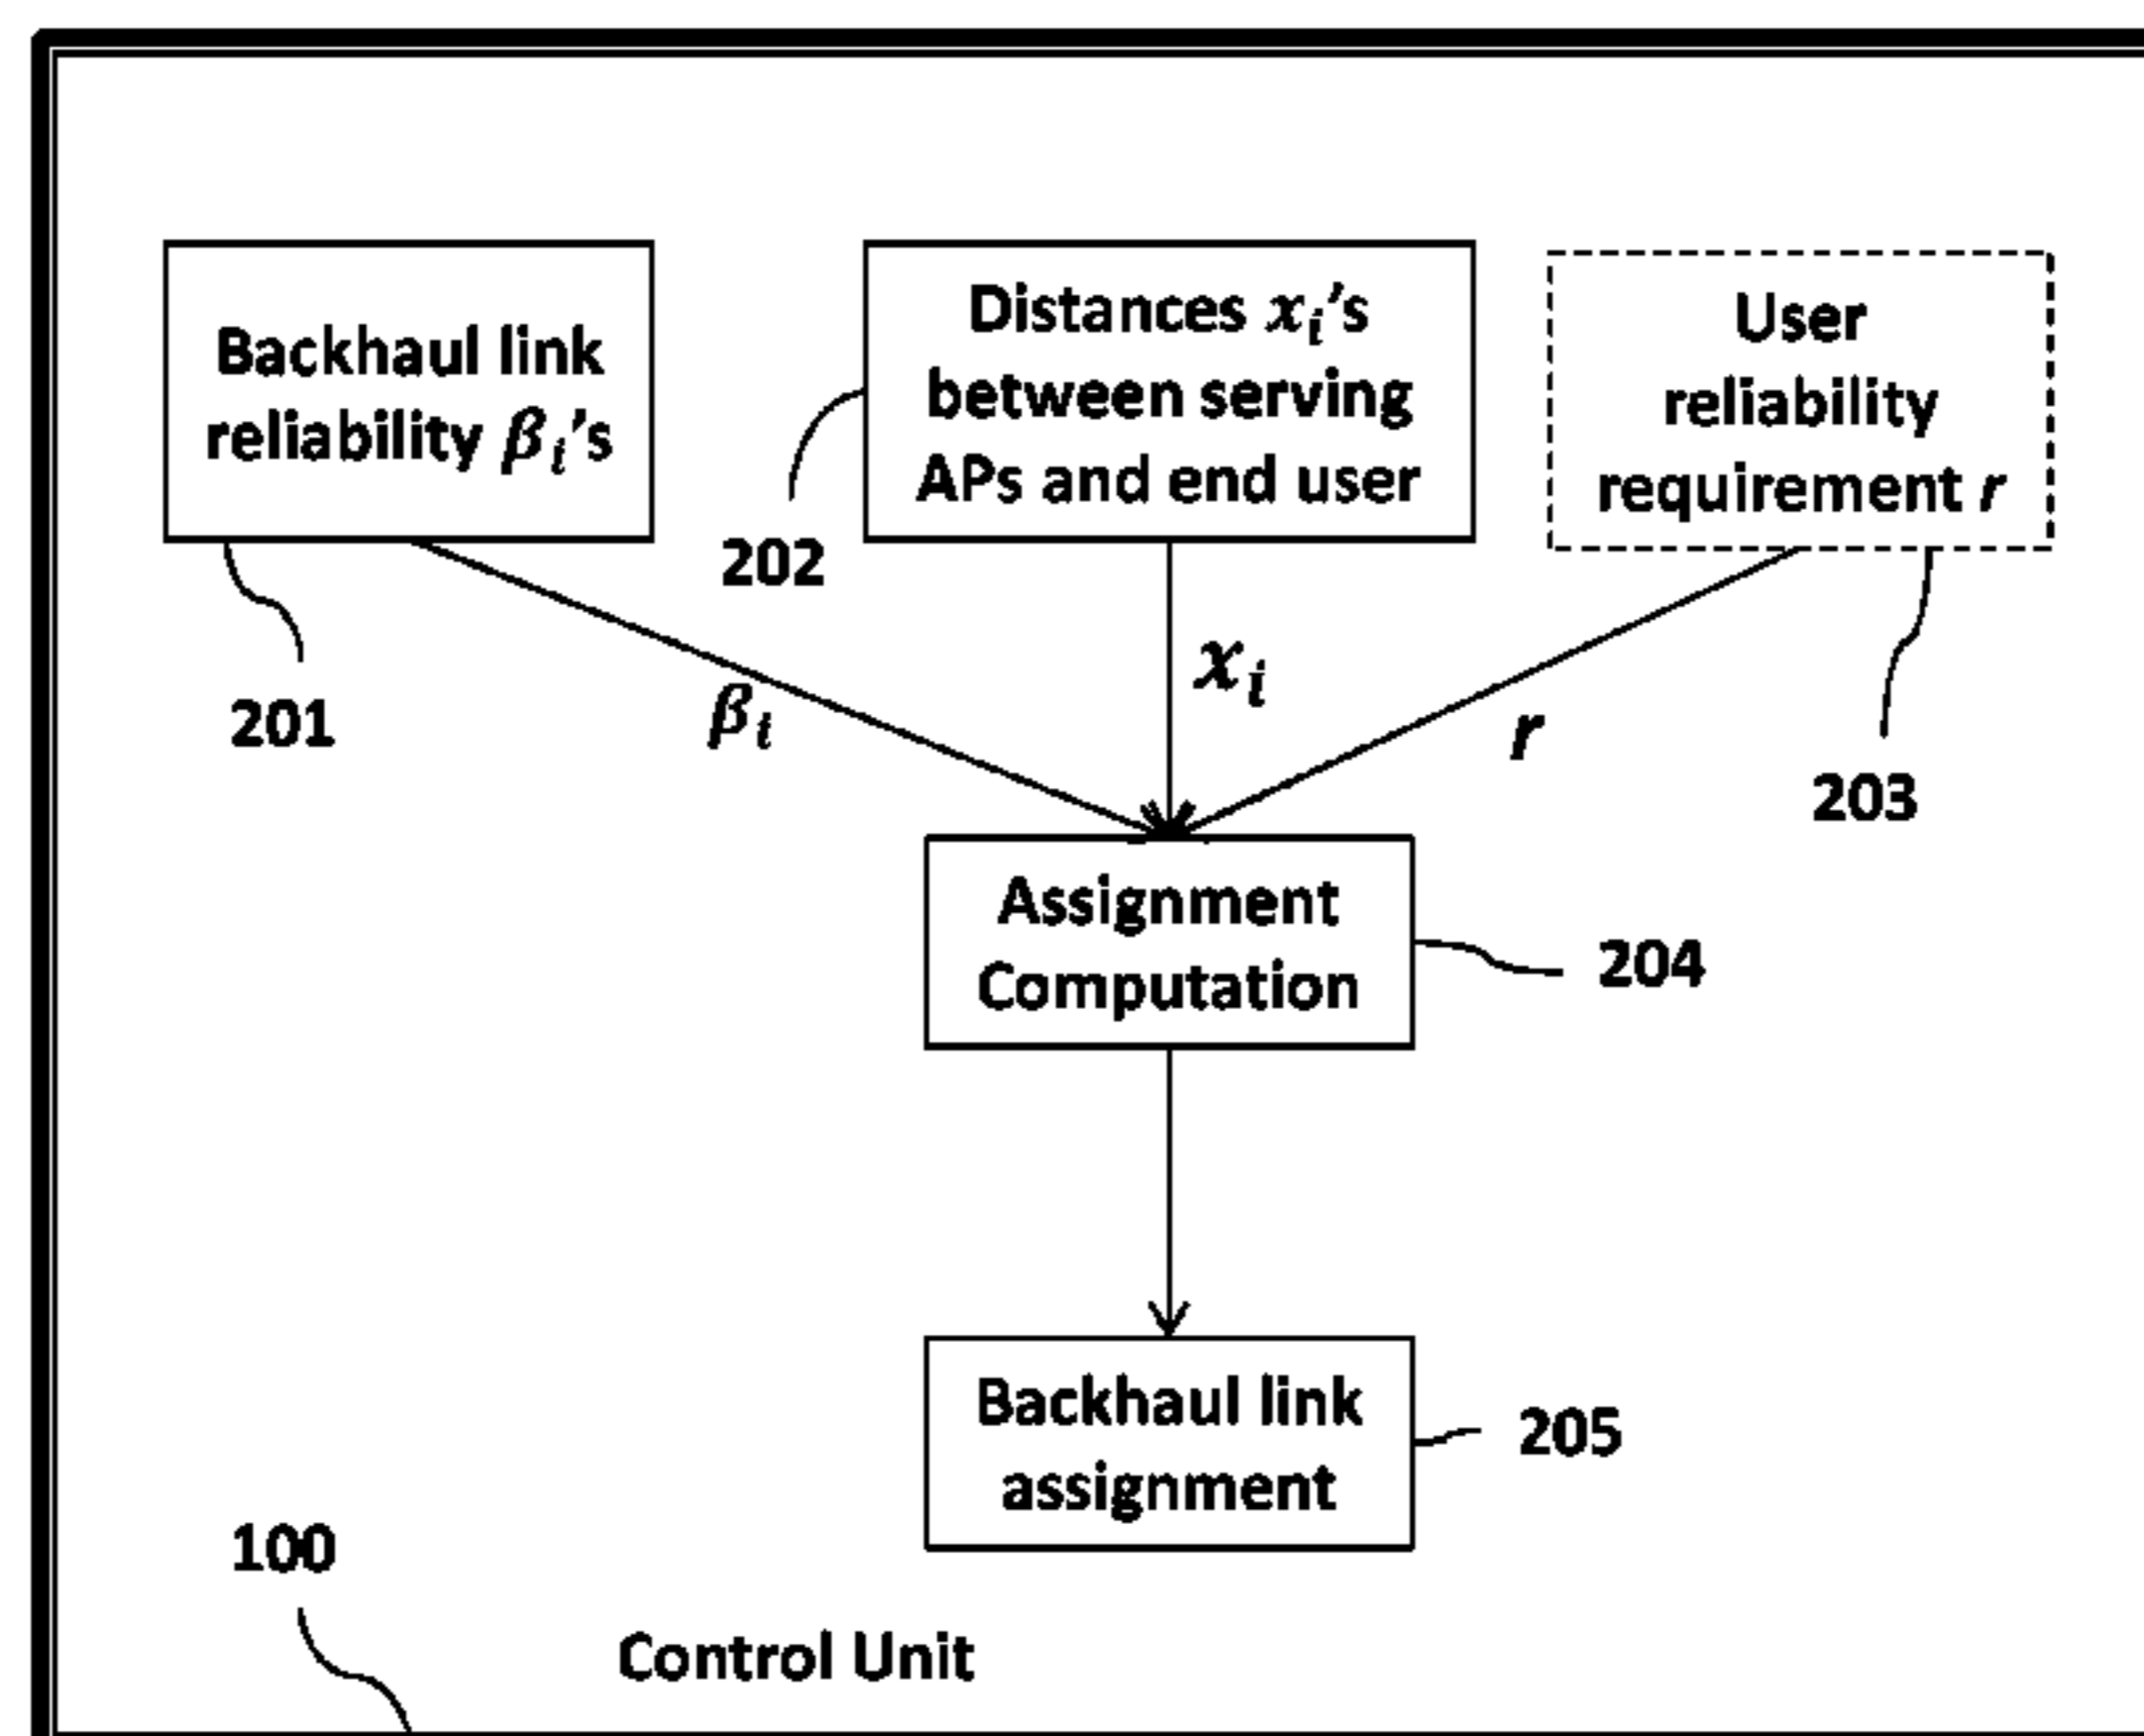 Backhaul link
reliability βᵢ's
Distances xᵢ's
between serving
APs and end user
User
reliability
requirement r
202
201
βᵢ
xᵢ
r
203
Assignment
Computation
204
Backhaul link
assignment
205
100
Control Unit